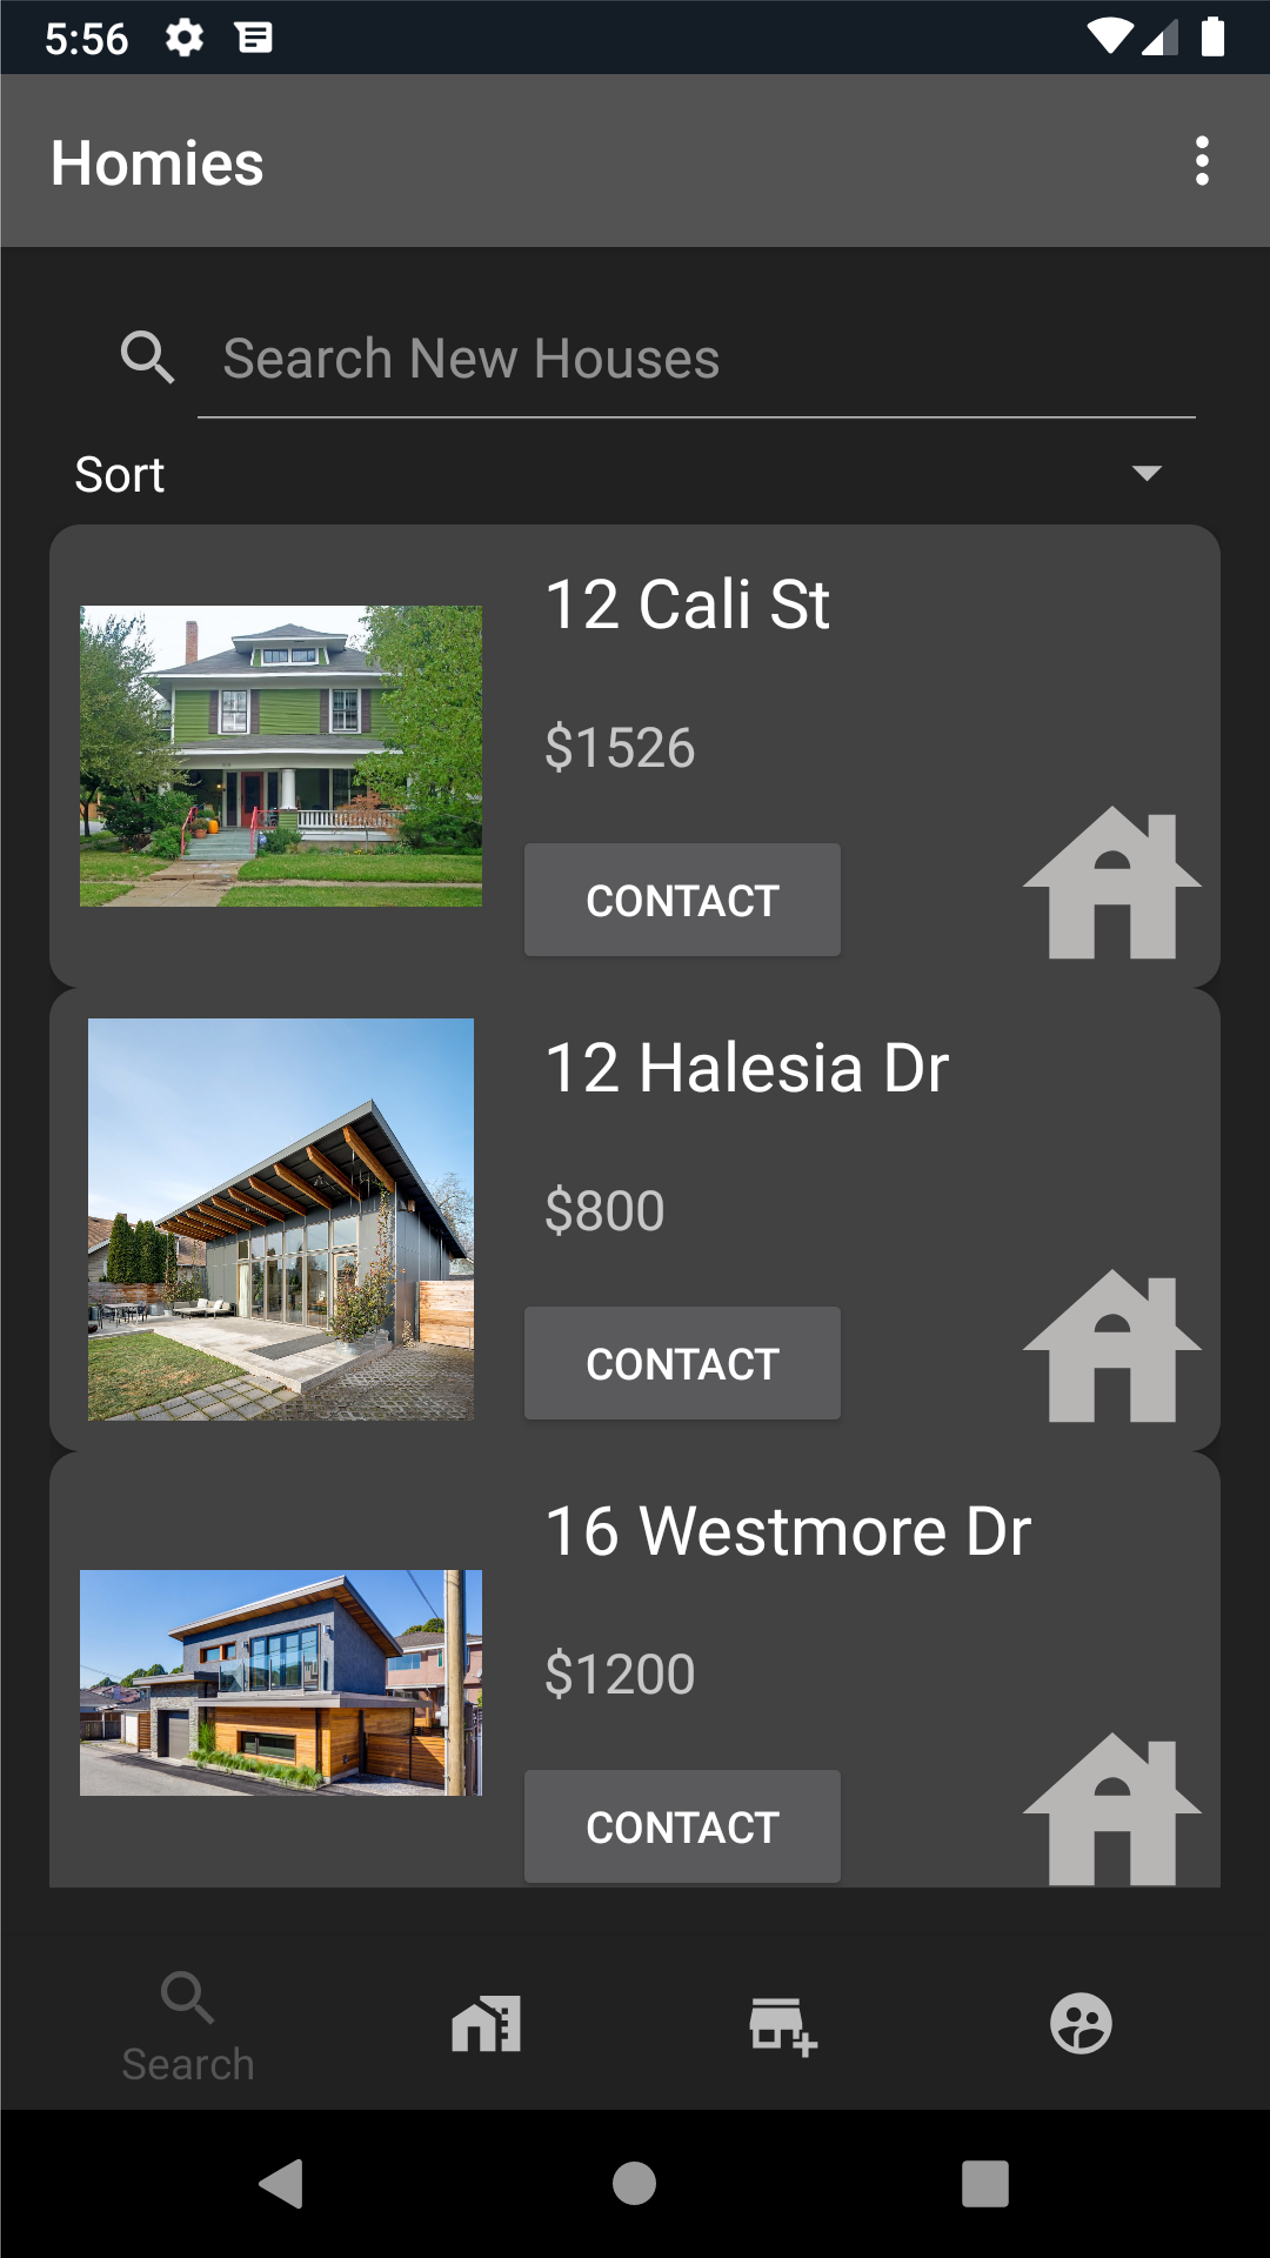 5:56
Homies
Search New Houses
Sort
12 Cali St
$1526
CONTACT
12 Halesia Dr
$800
CONTACT
16 Westmore Dr
$1200
CONTACT
Search